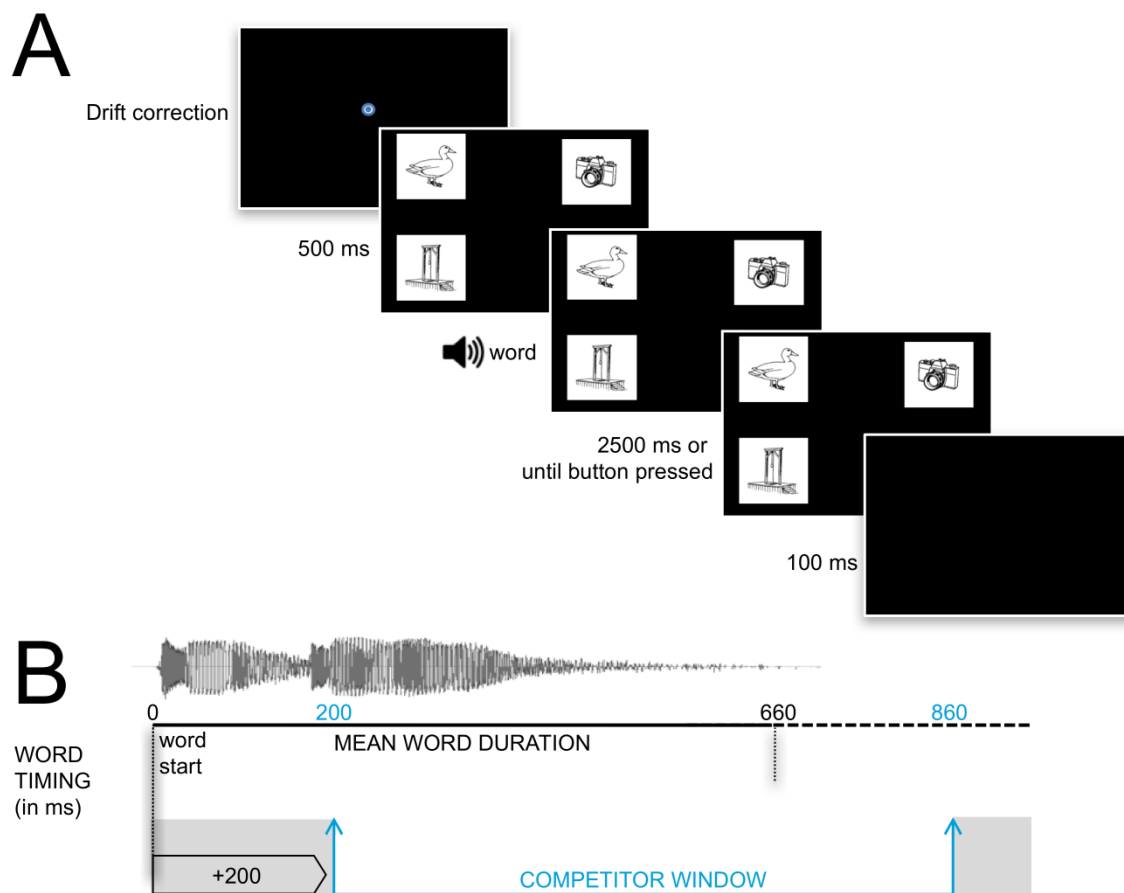 A
Drift correction
500 ms
word
2500 ms or
until button pressed
100 ms
B
0 200 660 860
word
start
MEAN WORD DURATION
WORD
TIMING
(in ms)
+200
COMPETITOR WINDOW